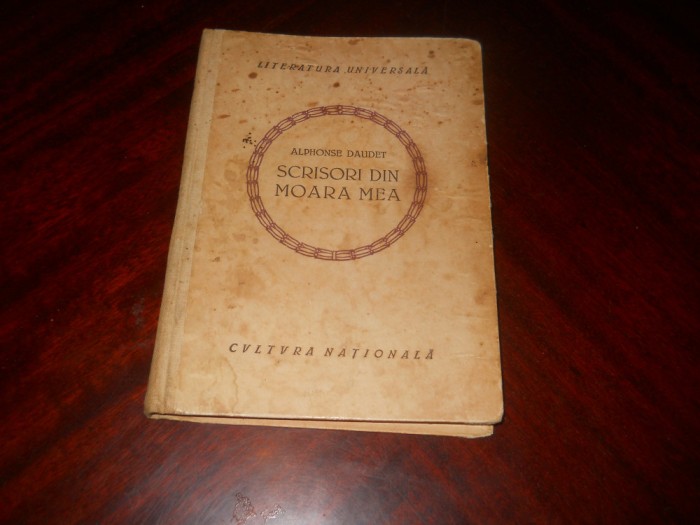 LITERATURA UNIVERSALĂ
ALPHONSE DAUDET
SCRISORI DIN
MOARA MEA
CVLTVRA NAȚIONALĂ